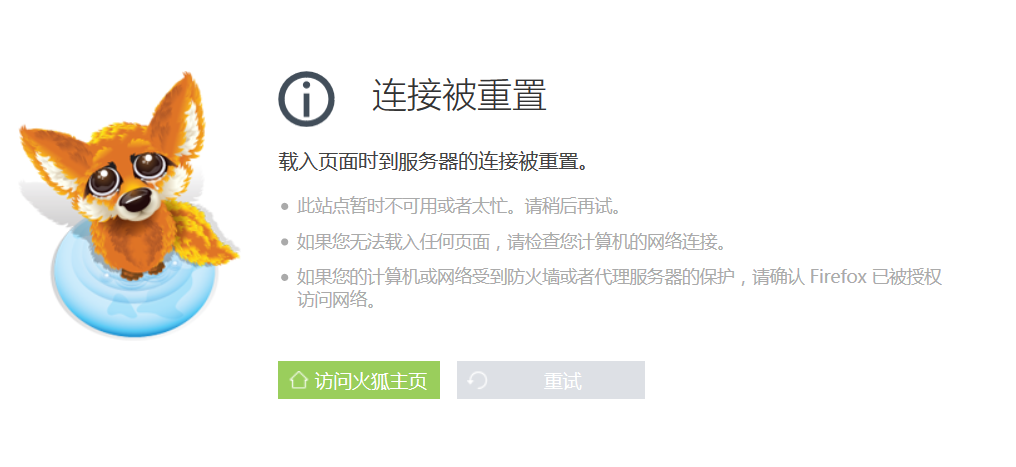 连接被重置
载入页面时到服务器的连接被重置。
此站点暂时不可用或者太忙。请稍后再试。
如果您无法载入任何页面，请检查您计算机的网络连接。
如果您的计算机或网络受到防火墙或者代理服务器的保护，请确认 Firefox 已被授权
访问网络。
访问火狐主页
重试